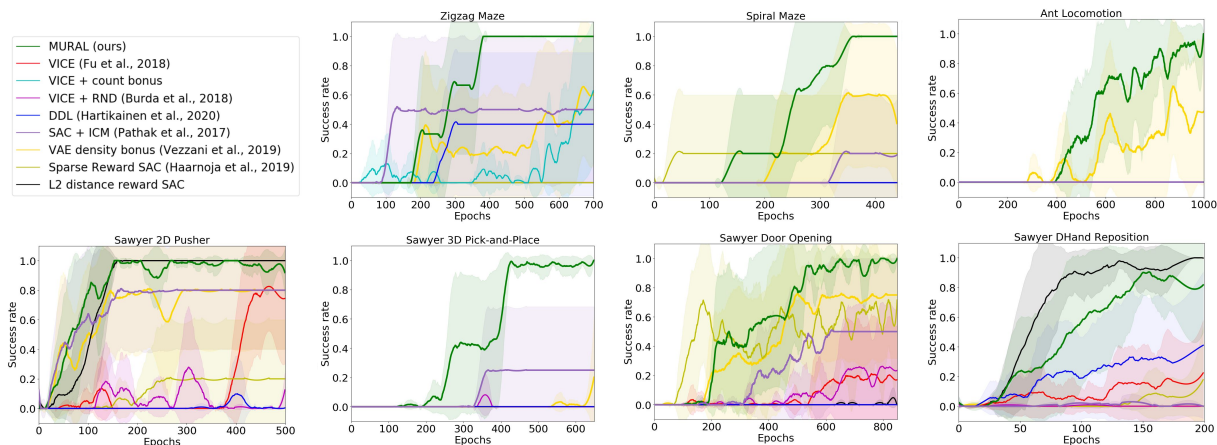 MURAL (ours)
VICE (Fu et al., 2018)
VICE + count bonus
VICE + RND (Burda et al., 2018)
DDL (Hartikainen et al., 2020)
SAC + ICM (Pathak et al., 2017)
VAE density bonus (Vezzani et al., 2019)
Sparse Reward SAC (Haarnoja et al., 2019)
L2 distance reward SAC
Zigzag Maze
Success rate
1.0
0.8
0.6
0.4
0.2
0.0
0 100 200 300 400 500 600 700
Epochs
Spiral Maze
Success rate
1.0
0.8
0.6
0.4
0.2
0.0
0 100 200 300 400
Epochs
Ant Locomotion
Success rate
1.0
0.8
0.6
0.4
0.2
0.0
0 200 400 600 800 1000
Epochs
Sawyer 2D Pusher
Success rate
1.0
0.8
0.6
0.4
0.2
0.0
0 100 200 300 400 500
Epochs
Sawyer 3D Pick-and-Place
Success rate
1.0
0.8
0.6
0.4
0.2
0.0
0 100 200 300 400 500 600
Epochs
Sawyer Door Opening
Success rate
1.0
0.8
0.6
0.4
0.2
0.0
0 100 200 300 400 500 600 700 800
Epochs
Sawyer DHand Reposition
Success rate
1.0
0.8
0.6
0.4
0.2
0.0
0 50 100 150 200
Epochs